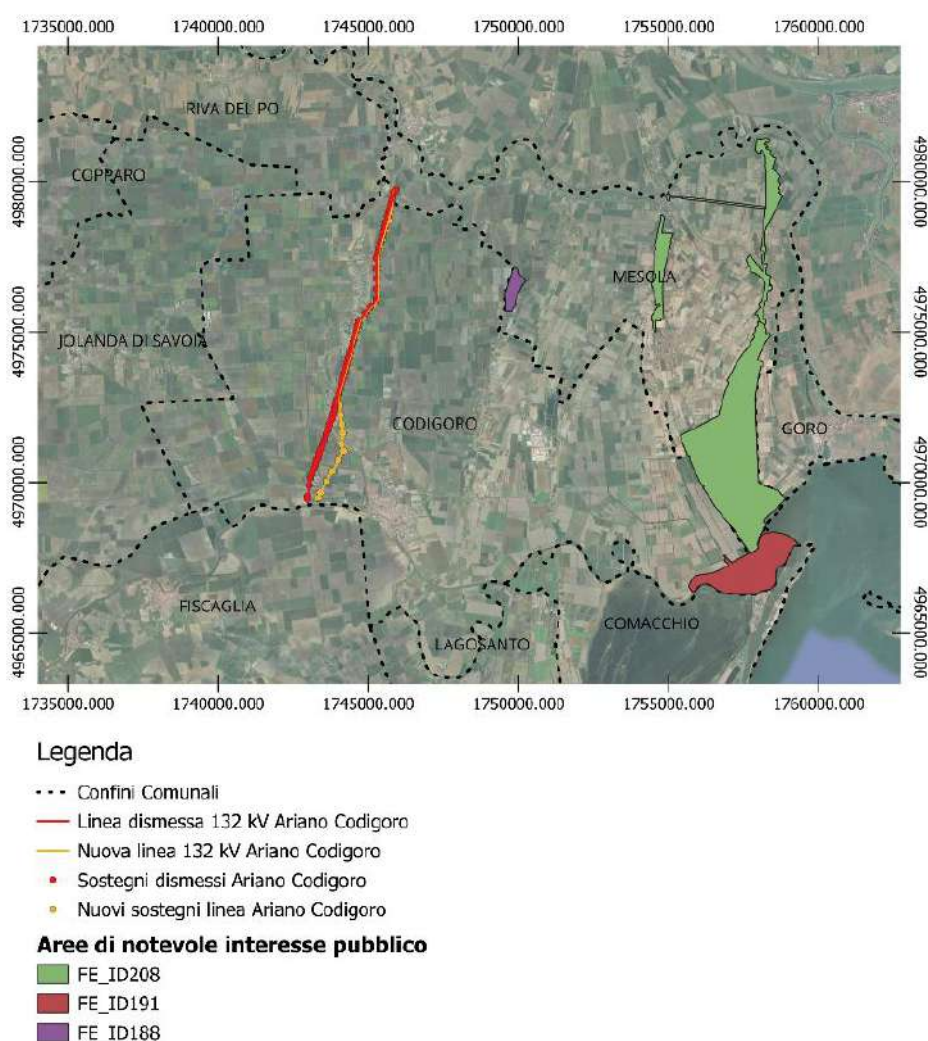 1735000.000 1740000.000 1745000.000 1750000.000 1755000.000 1760000.000
4980000.000 4980000.000
4975000.000 4975000.000
4970000.000 4970000.000
4965000.000 4965000.000
RIVA DEL PO
COPPARO
MESOLA
JOLANDA DI SAVOIA
CODIGORO
GORO
FISCAGLIA
COMACCHIO
LAGOSANTO
1735000.000 1740000.000 1745000.000 1750000.000 1755000.000 1760000.000
Legenda
Confini Comunali
Linea dismessa 132 kV Ariano Codigoro
Nuova linea 132 kV Ariano Codigoro
Sostegni dismessi Ariano Codigoro
Nuovi sostegni linea Ariano Codigoro
Aree di notevole interesse pubblico
FE_ID208
FE_ID191
FE_ID188